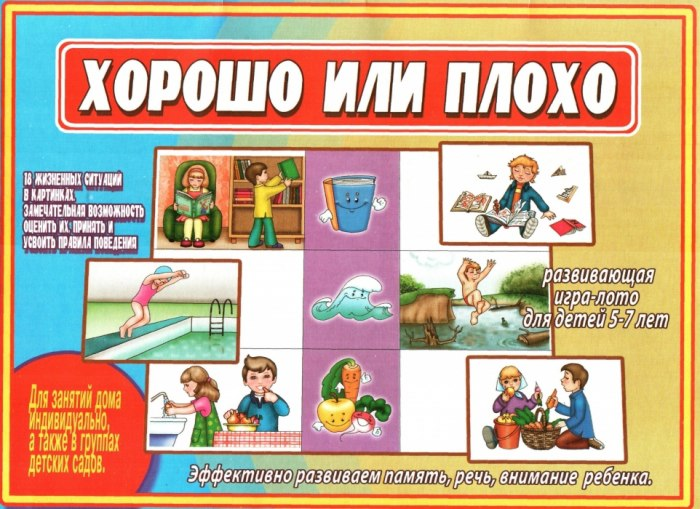 ХОРОШО ИЛИ ПЛОХО
18 ЖИЗНЕННЫХ СИТУАЦИЙ
В КАРТИНКАХ.
ЗАМЕЧАТЕЛЬНАЯ ВОЗМОЖНОСТЬ
ОЦЕНИТЬ ИХ, ПРИНЯТЬ И
УСВОИТЬ ПРАВИЛА ПОВЕДЕНИЯ
развивающая
игра-лото
для детей 5-7 лет
Для занятий дома
индивидуально,
а также в группах
детских садов.
Эффективно развиваем память, речь, внимание ребенка.